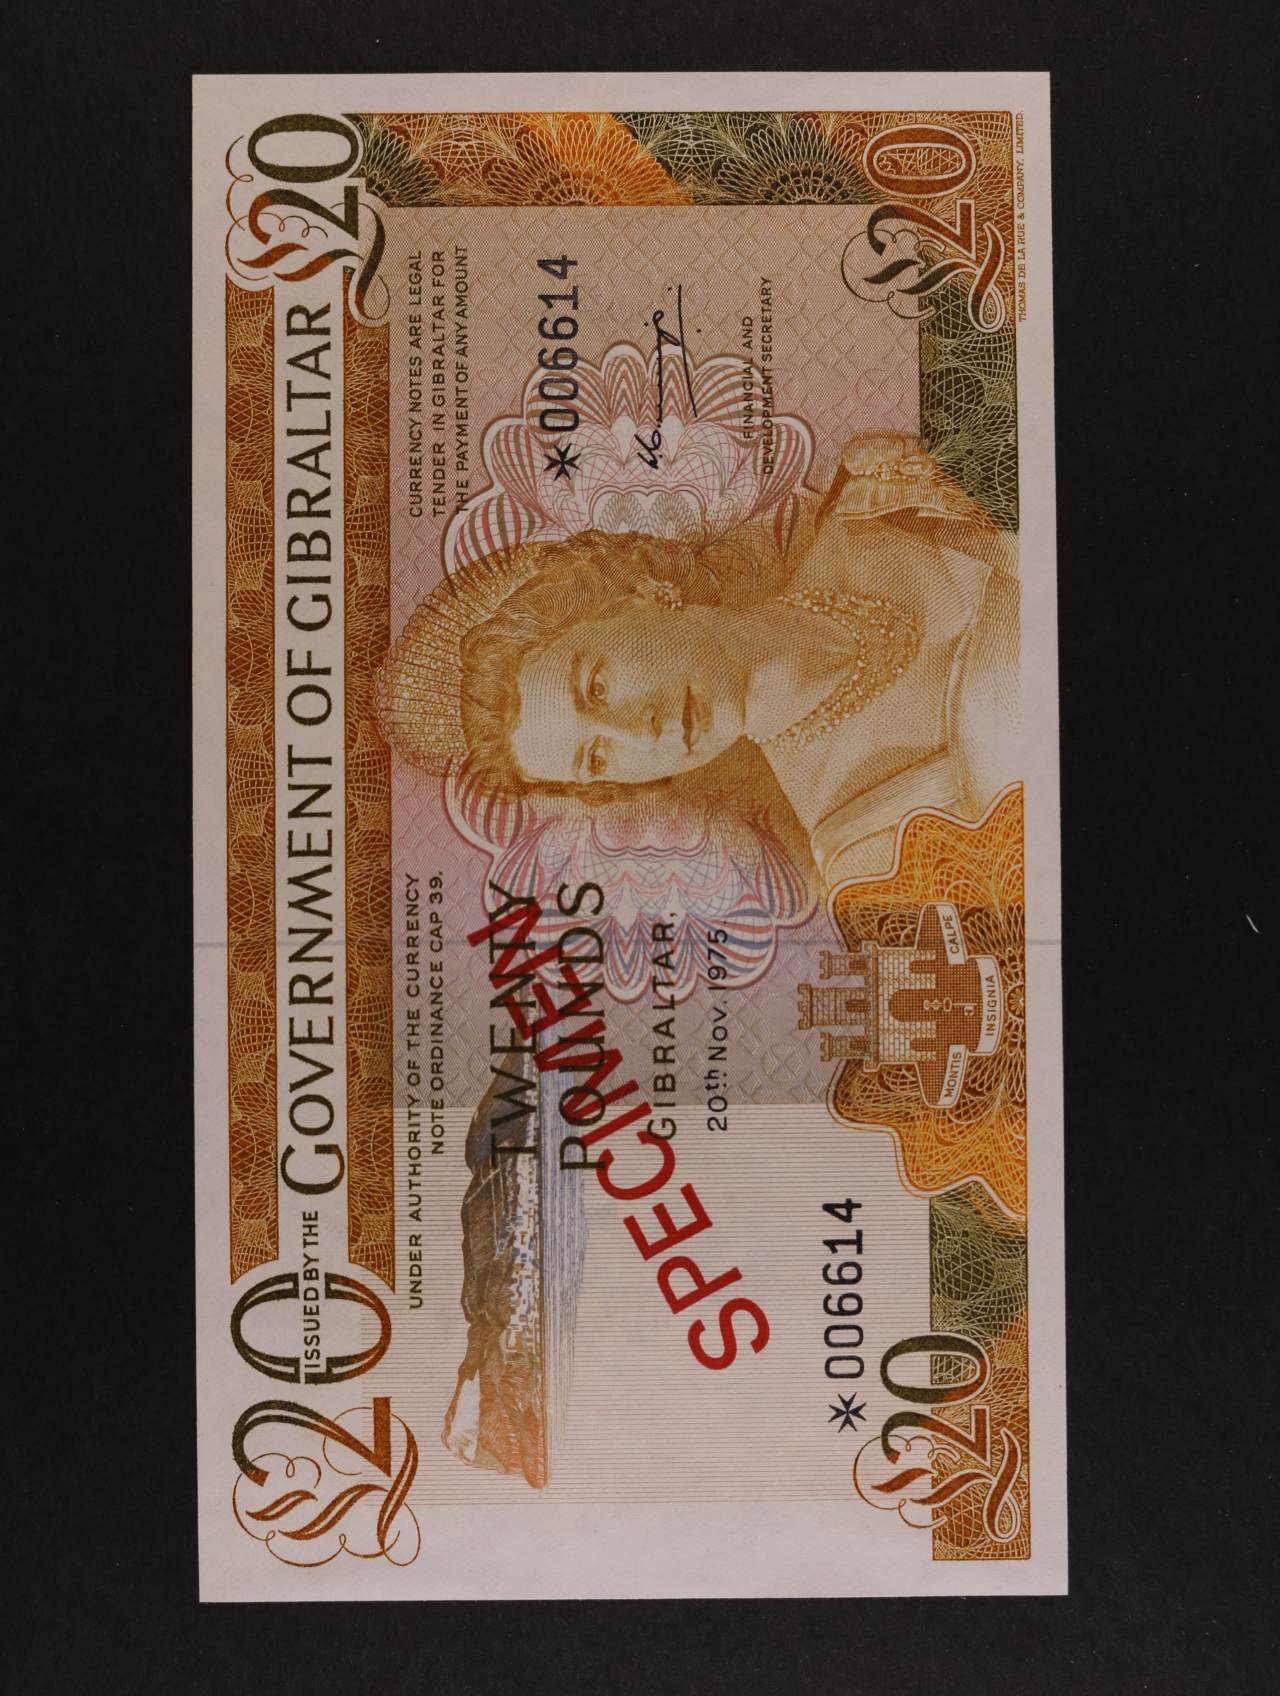 £20 ISSUED BY THE GOVERNMENT OF GIBRALTAR £20
UNDER AUTHORITY OF THE CURRENCY
NOTE ORDINANCE CAP 39.
CURRENCY NOTES ARE LEGAL
TENDER IN GIBRALTAR FOR
THE PAYMENT OF ANY AMOUNT
TWENTY
POUNDS
GIBRALTAR,
20th Nov. 1975.
SPECIMEN
*006614
FINANCIAL AND
DEVELOPMENT SECRETARY
*006614
£20
MONTIS INSIGNIA CALPE
£20
THOMAS DE LA RUE & COMPANY, LIMITED